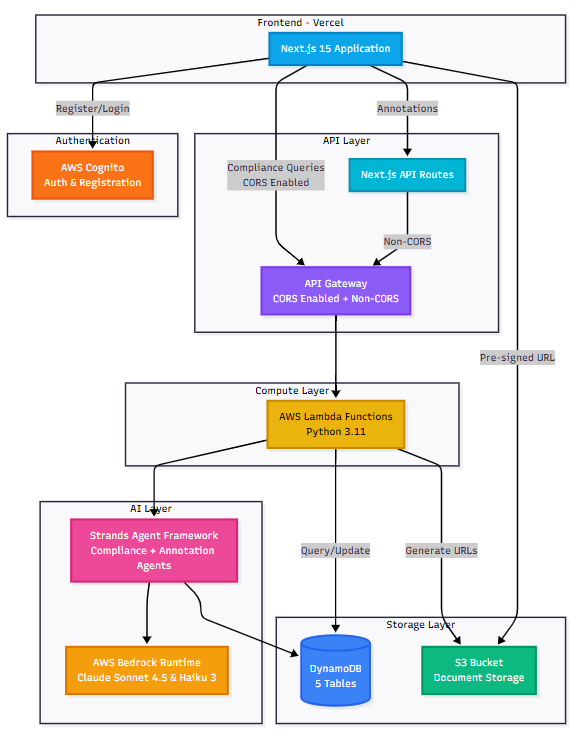 Frontend - Vercel
Next.js 15 Application
Register/Login
Annotations
Authentication
API Layer
AWS Cognito
Auth & Registration
Compliance Queries
CORS Enabled
Next.js API Routes
Non-CORS
API Gateway
CORS Enabled + Non-CORS
Pre-signed URL
Compute Layer
AWS Lambda Functions
Python 3.11
AI Layer
Strands Agent Framework
Compliance + Annotation
Agents
Query/Update
Generate URLs
Storage Layer
AWS Bedrock Runtime
Claude Sonnet 4.5 & Haiku 3
DynamoDB
5 Tables
S3 Bucket
Document Storage